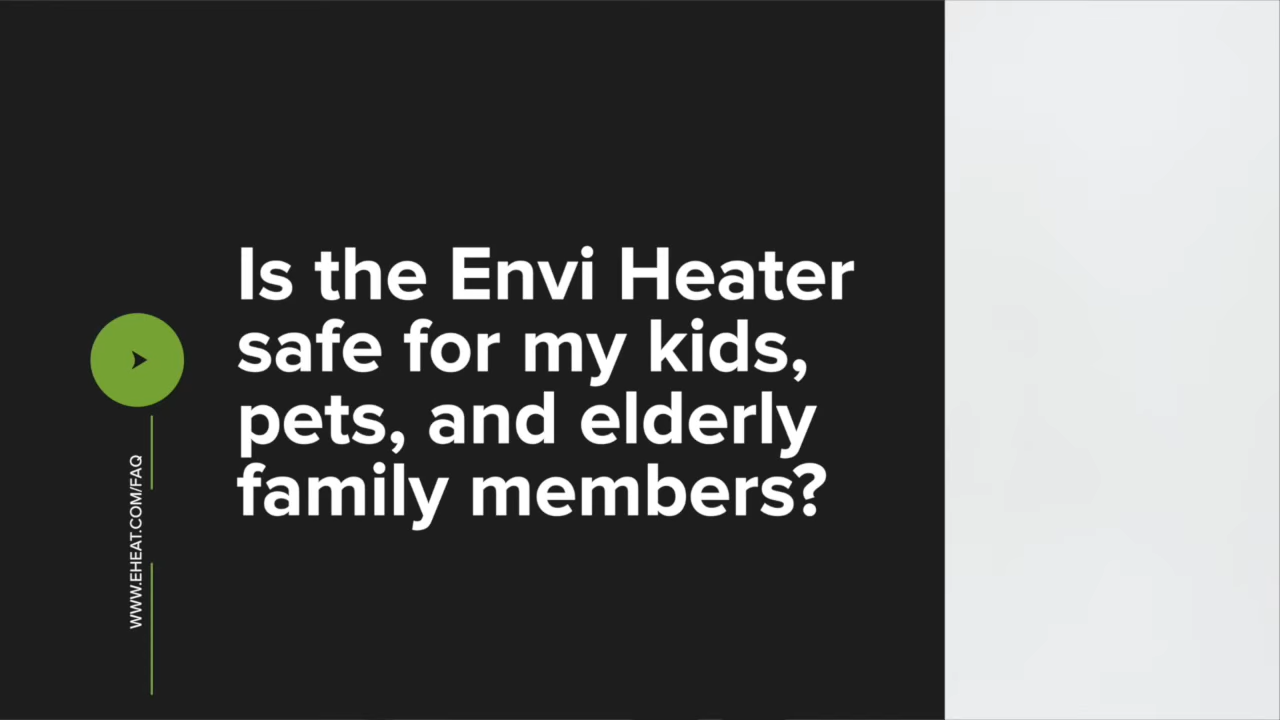 Is the Envi Heater
safe for my kids,
pets, and elderly
family members?
WWW.EHEAT.COM/FAQ